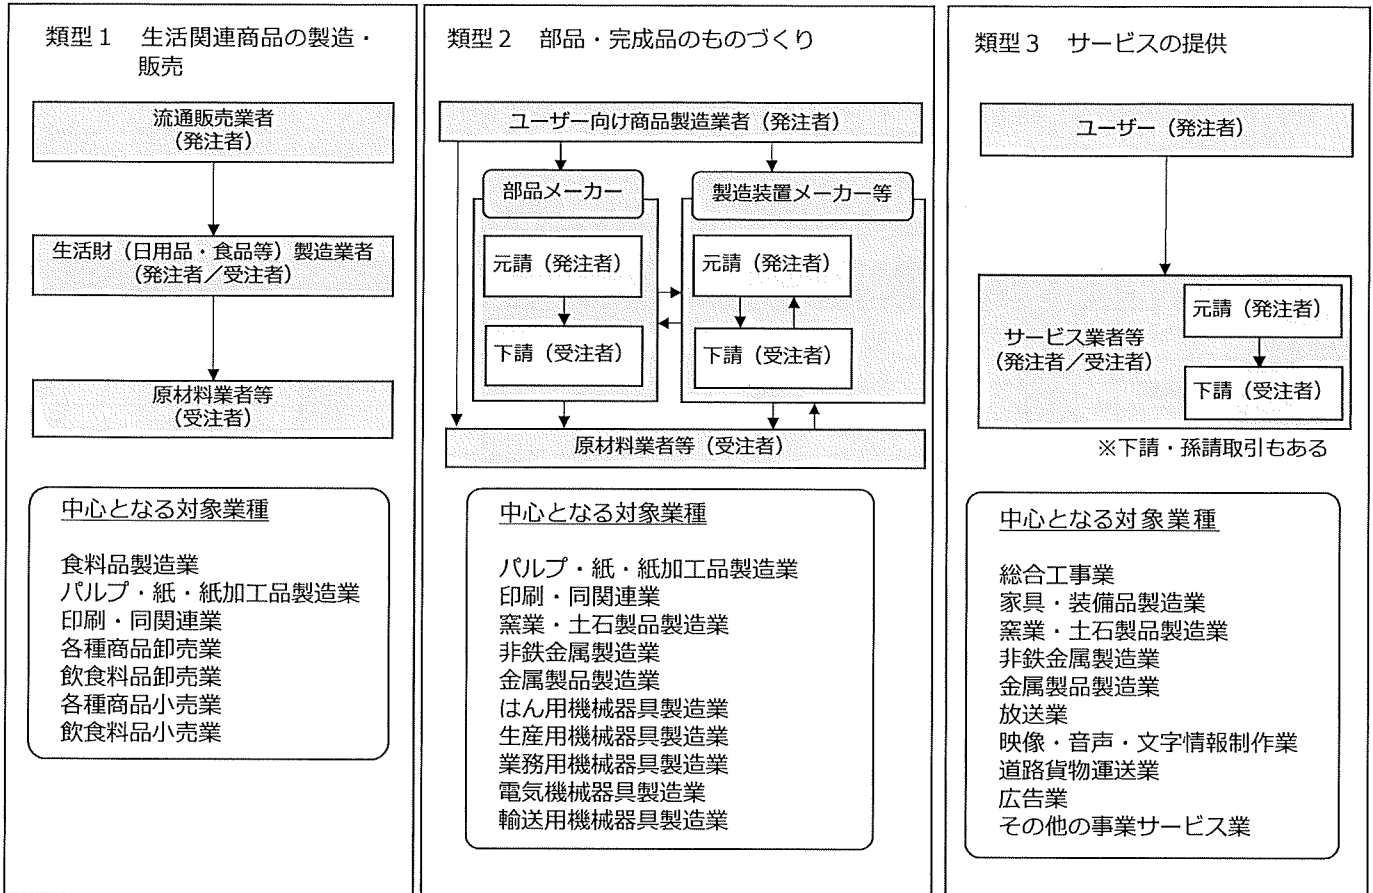 類型1　生活関連商品の製造・
販売
流通販売業者
(発注者)
生活財（日用品・食品等）製造業者
(発注者／受注者)
原材料業者等
(受注者)
中心となる対象業種
食料品製造業
パルプ・紙・紙加工品製造業
印刷・同関連業
各種商品卸売業
飲食料品卸売業
各種商品小売業
飲食料品小売業
類型2　部品・完成品のものづくり
ユーザー向け商品製造業者（発注者）
部品メーカー
元請（発注者）
下請（受注者）
製造装置メーカー等
元請（発注者）
下請（受注者）
原材料業者等（受注者）
中心となる対象業種
パルプ・紙・紙加工品製造業
印刷・同関連業
窯業・土石製品製造業
非鉄金属製造業
金属製品製造業
はん用機械器具製造業
生産用機械器具製造業
業務用機械器具製造業
電気機械器具製造業
輸送用機械器具製造業
類型3　サービスの提供
ユーザー（発注者）
サービス業者等
(発注者／受注者)
元請（発注者）
下請（受注者）
※下請・孫請取引もある
中心となる対象業種
総合工事業
家具・装備品製造業
窯業・土石製品製造業
非鉄金属製造業
金属製品製造業
放送業
映像・音声・文字情報制作業
道路貨物運送業
広告業
その他の事業サービス業